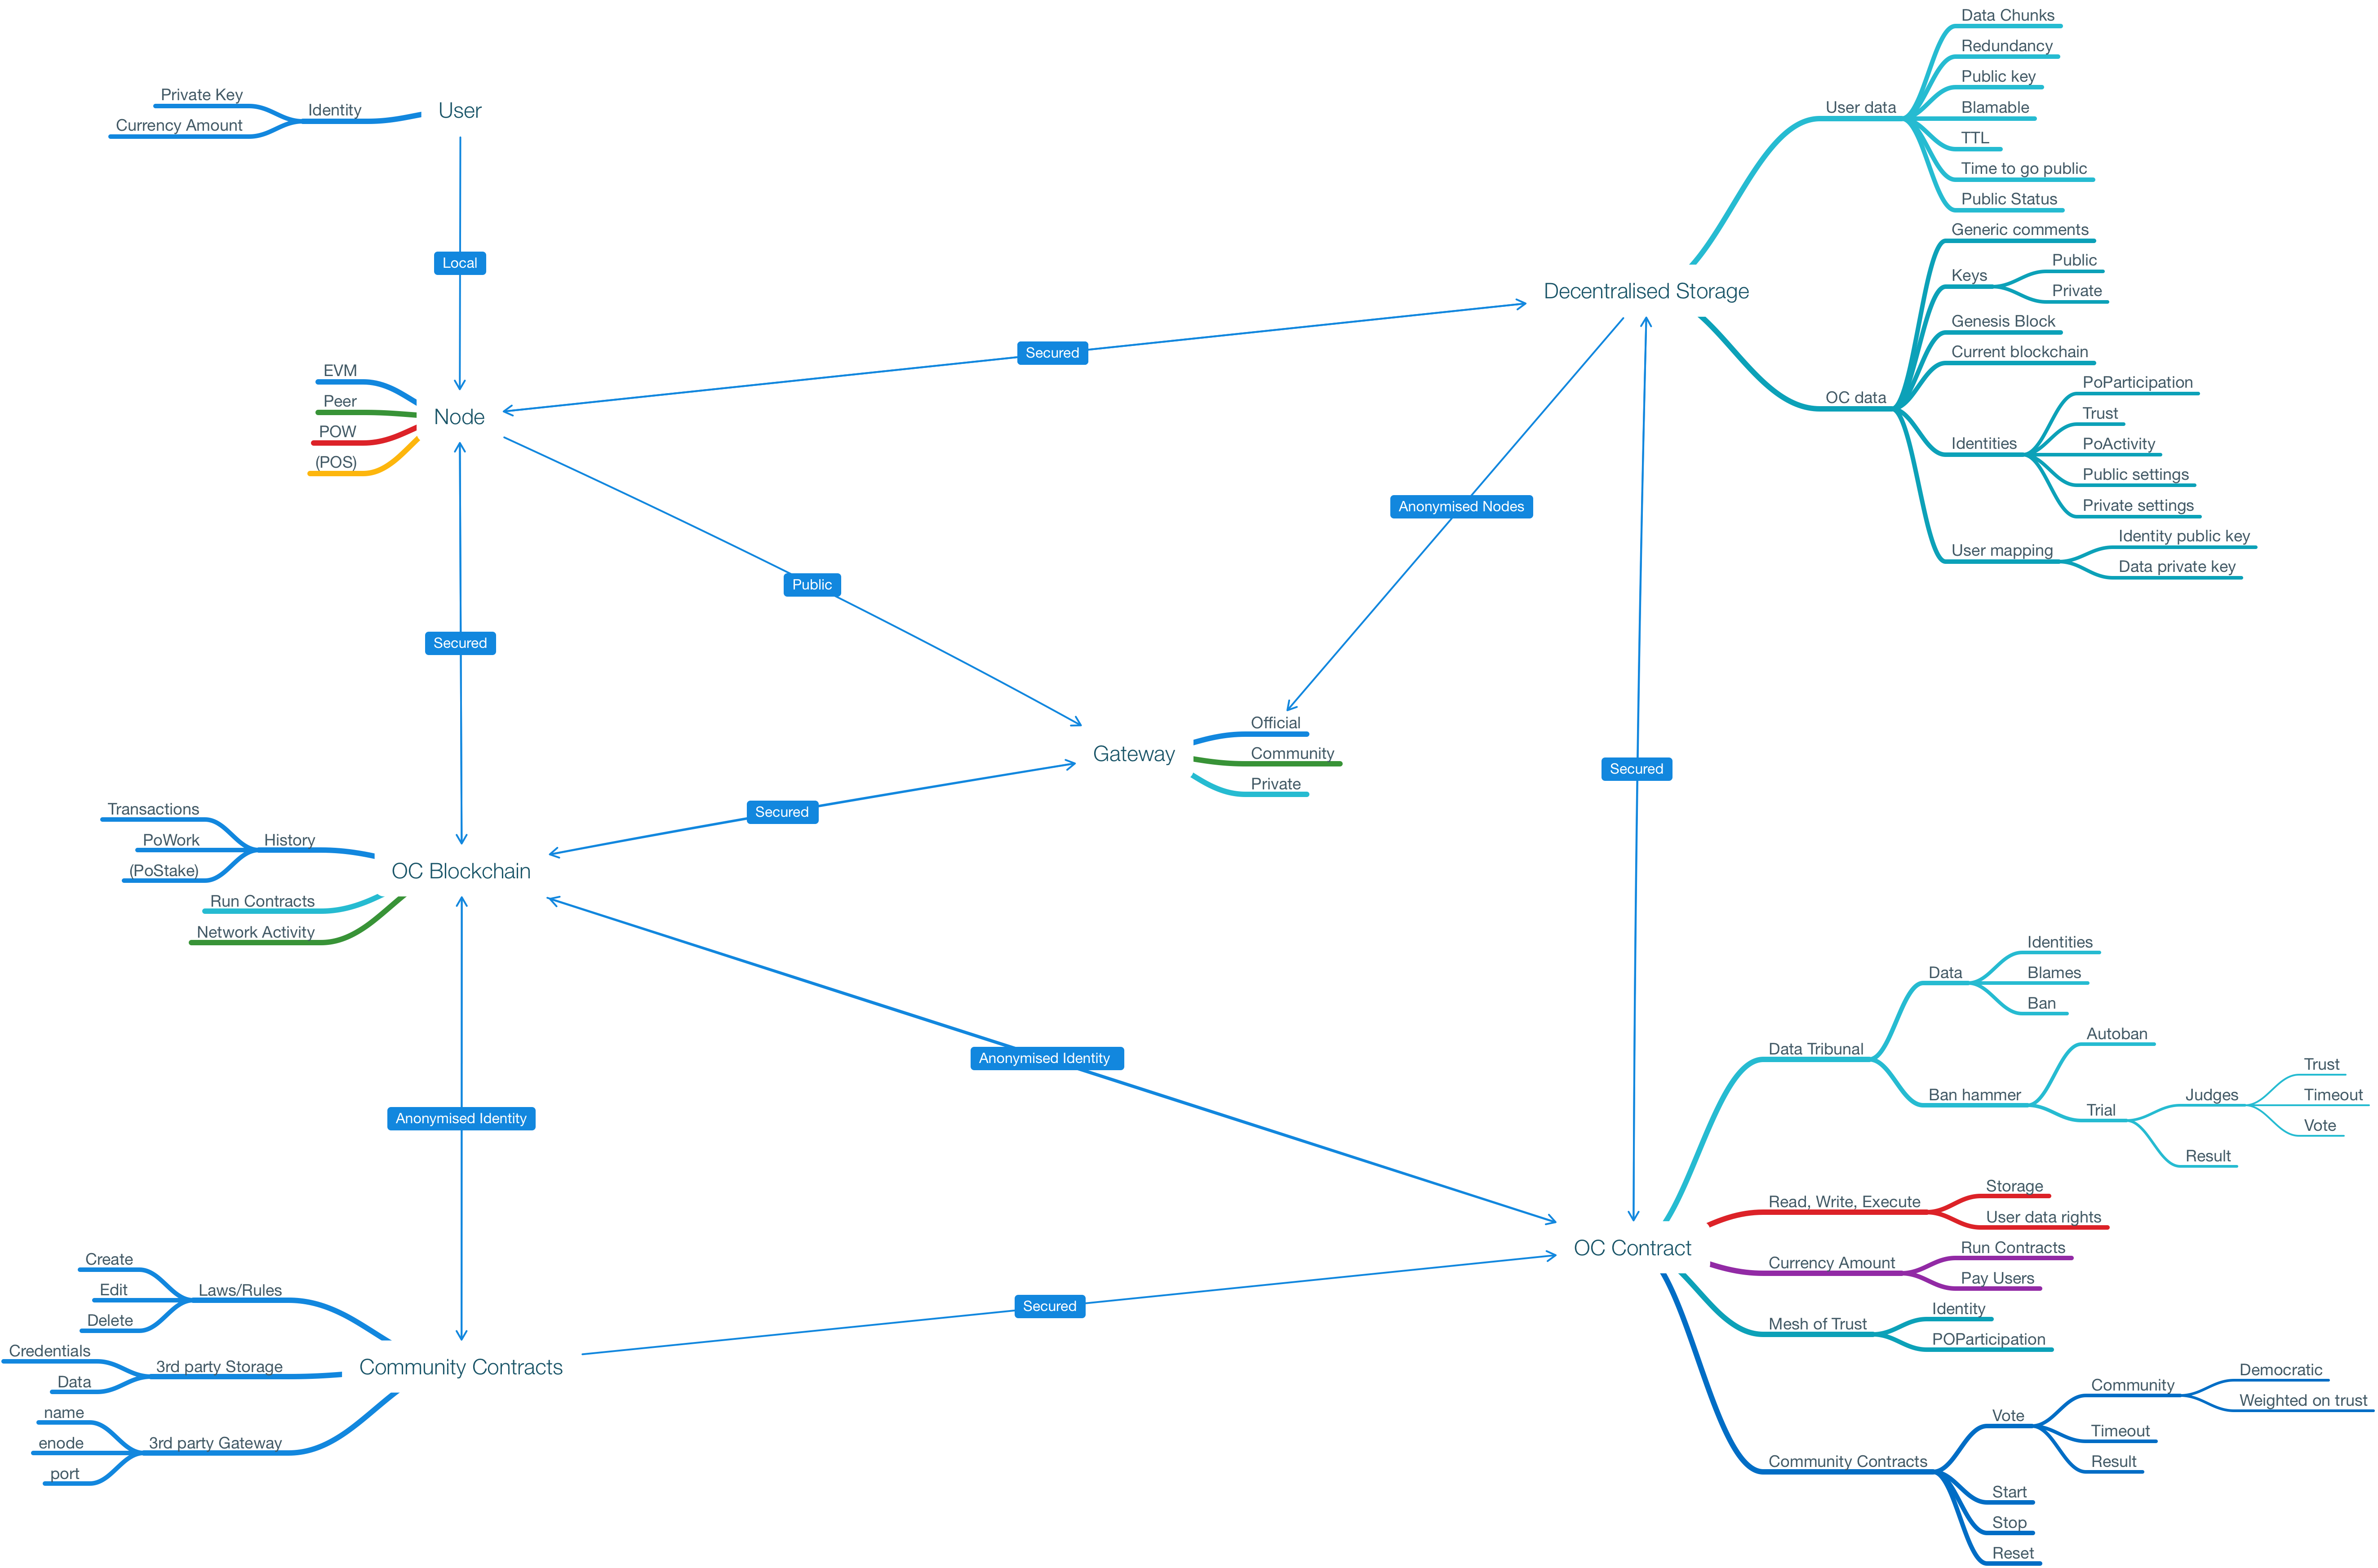 User
Identity
Private Key
Currency Amount
Local
Node
EVM
Peer
POW
(POS)
Secured
Public
Secured
OC Blockchain
History
Transactions
PoWork
(PoStake)
Run Contracts
Network Activity
Secured
Gateway
Official
Community
Private
Anonymised Nodes
Decentralised Storage
User data
Data Chunks
Redundancy
Public key
Blamable
TTL
Time to go public
Public Status
OC data
Generic comments
Keys
Public
Private
Genesis Block
Current blockchain
Identities
PoParticipation
Trust
PoActivity
Public settings
Private settings
User mapping
Identity public key
Data private key
Secured
Anonymised Identity
Anonymised Identity
Community Contracts
Laws/Rules
Create
Edit
Delete
3rd party Storage
Credentials
Data
3rd party Gateway
name
enode
port
Secured
OC Contract
Data Tribunal
Data
Identities
Blames
Ban
Ban hammer
Autoban
Trial
Judges
Trust
Timeout
Vote
Result
Read, Write, Execute
Storage
User data rights
Currency Amount
Run Contracts
Pay Users
Mesh of Trust
Identity
POParticipation
Community Contracts
Vote
Community
Democratic
Weighted on trust
Timeout
Result
Start
Stop
Reset